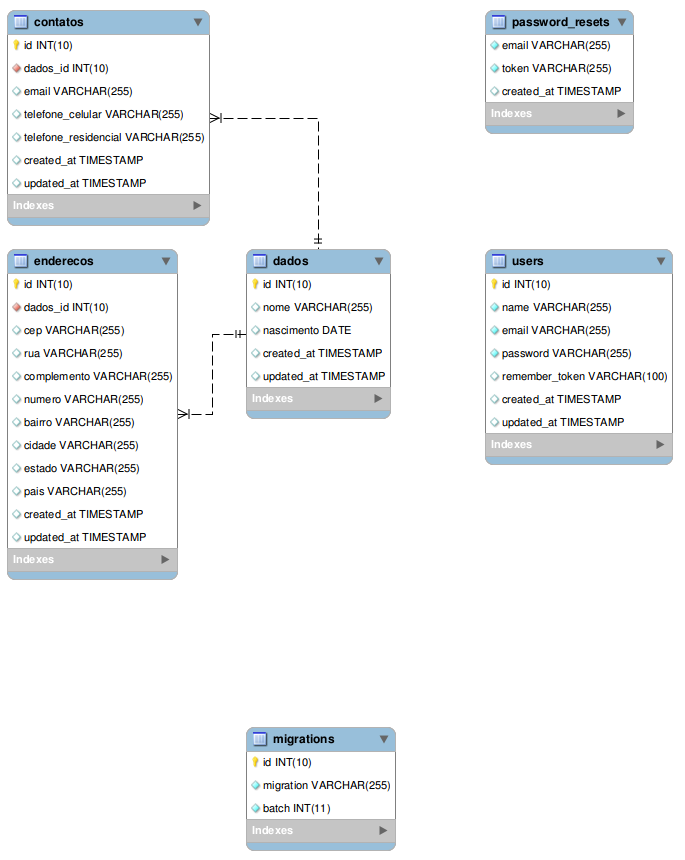 contatos
id INT(10)
dados_id INT(10)
email VARCHAR(255)
telefone_celular VARCHAR(255)
telefone_residencial VARCHAR(255)
created_at TIMESTAMP
updated_at TIMESTAMP
Indexes
password_resets
email VARCHAR(255)
token VARCHAR(255)
created_at TIMESTAMP
Indexes
enderecos
id INT(10)
dados_id INT(10)
cep VARCHAR(255)
rua VARCHAR(255)
complemento VARCHAR(255)
numero VARCHAR(255)
bairro VARCHAR(255)
cidade VARCHAR(255)
estado VARCHAR(255)
pais VARCHAR(255)
created_at TIMESTAMP
updated_at TIMESTAMP
Indexes
dados
id INT(10)
nome VARCHAR(255)
nascimento DATE
created_at TIMESTAMP
updated_at TIMESTAMP
Indexes
users
id INT(10)
name VARCHAR(255)
email VARCHAR(255)
password VARCHAR(255)
remember_token VARCHAR(100)
created_at TIMESTAMP
updated_at TIMESTAMP
Indexes
migrations
id INT(10)
migration VARCHAR(255)
batch INT(11)
Indexes